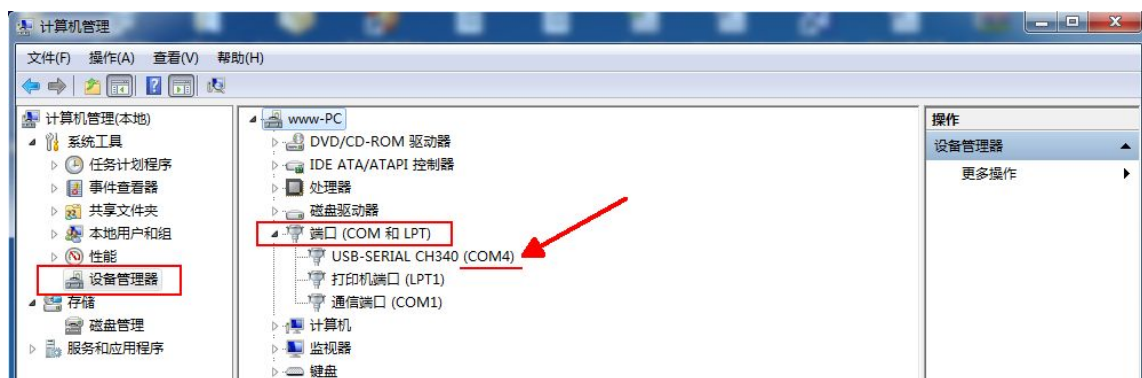 计算机管理
文件(F) 操作(A) 查看(V) 帮助(H)
计算机管理(本地)
系统工具
任务计划程序
事件查看器
共享文件夹
本地用户和组
性能
设备管理器
存储
磁盘管理
服务和应用程序
www-PC
DVD/CD-ROM 驱动器
IDE ATA/ATAPI 控制器
处理器
磁盘驱动器
端口 (COM 和 LPT)
USB-SERIAL CH340 (COM4)
打印机端口 (LPT1)
通信端口 (COM1)
计算机
监视器
键盘
操作
设备管理器
更多操作